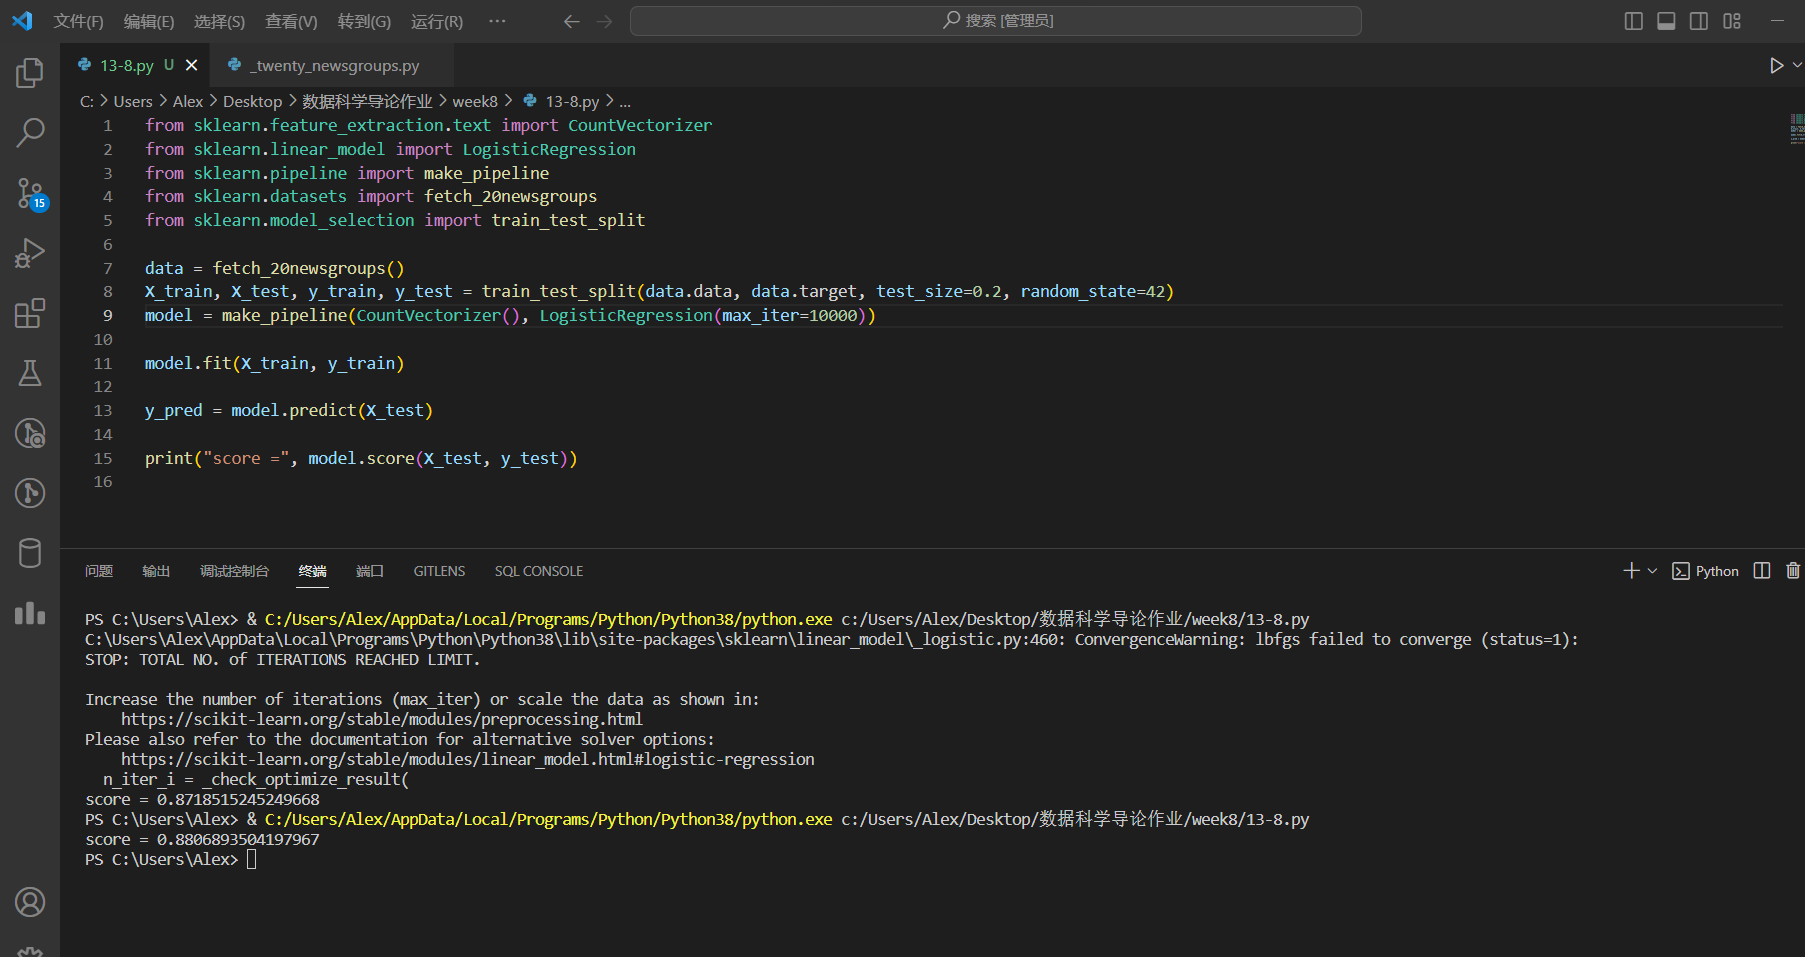 文件(F) 编辑(E) 选择(S) 查看(V) 转到(G) 运行(R) ··· 搜索 [管理员]
13-8.py U _twenty_newsgroups.py
C: > Users > Alex > Desktop > 数据科学导论作业 > week8 > 13-8.py > ...
1 from sklearn.feature_extraction.text import CountVectorizer
2 from sklearn.linear_model import LogisticRegression
3 from sklearn.pipeline import make_pipeline
4 from sklearn.datasets import fetch_20newsgroups
5 from sklearn.model_selection import train_test_split
6
7 data = fetch_20newsgroups()
8 X_train, X_test, y_train, y_test = train_test_split(data.data, data.target, test_size=0.2, random_state=42)
9 model = make_pipeline(CountVectorizer(), LogisticRegression(max_iter=10000))
10
11 model.fit(X_train, y_train)
12
13 y_pred = model.predict(X_test)
14
15 print("score =", model.score(X_test, y_test))
16
15
问题 输出 调试控制台 终端 端口 GITLENS SQL CONSOLE Python
PS C:\Users\Alex> & C:/Users/Alex/AppData/Local/Programs/Python/Python38/python.exe c:/Users/Alex/Desktop/数据科学导论作业/week8/13-8.py
C:\Users\Alex\AppData\Local\Programs\Python\Python38\lib\site-packages\sklearn\linear_model\_logistic.py:460: ConvergenceWarning: lbfgs failed to converge (status=1):
STOP: TOTAL NO. of ITERATIONS REACHED LIMIT.
Increase the number of iterations (max_iter) or scale the data as shown in:
https://scikit-learn.org/stable/modules/preprocessing.html
Please also refer to the documentation for alternative solver options:
https://scikit-learn.org/stable/modules/linear_model.html#logistic-regression
n_iter_i = _check_optimize_result(
score = 0.8718515245249668
PS C:\Users\Alex> & C:/Users/Alex/AppData/Local/Programs/Python/Python38/python.exe c:/Users/Alex/Desktop/数据科学导论作业/week8/13-8.py
score = 0.8806893504197967
PS C:\Users\Alex>